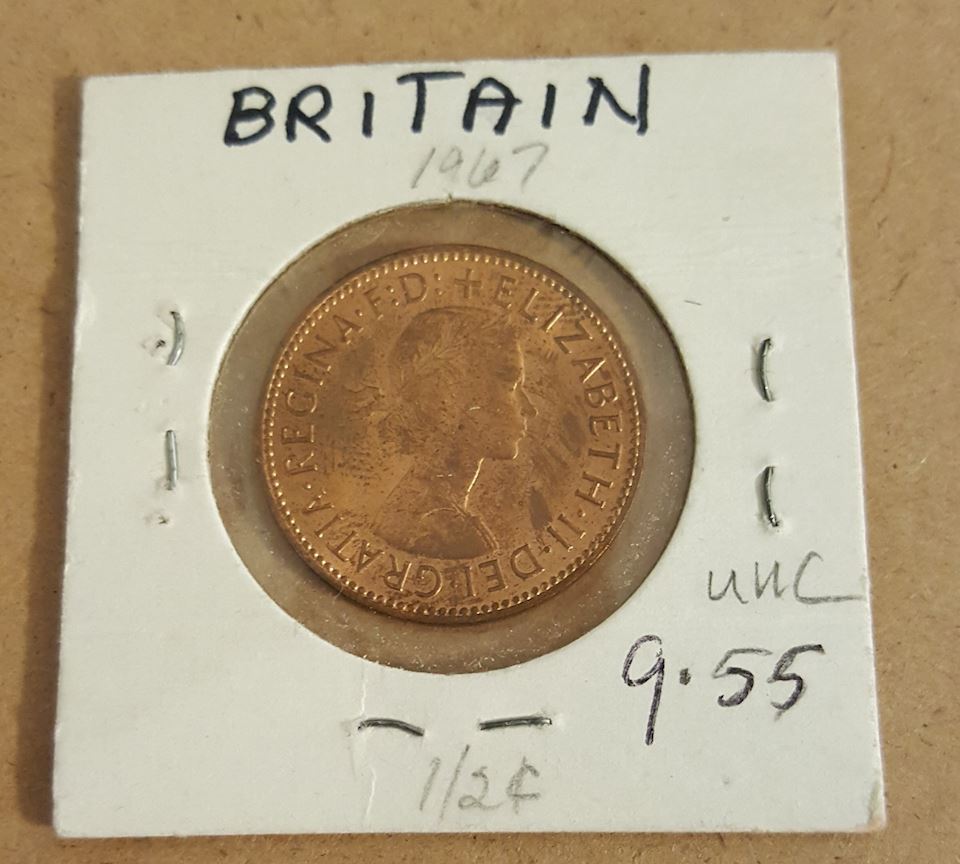 BRITAIN
1967
+ ELIZABETH · II · DEI GRATIA · REGINA · F : D :
UNC
9.55
1/2¢